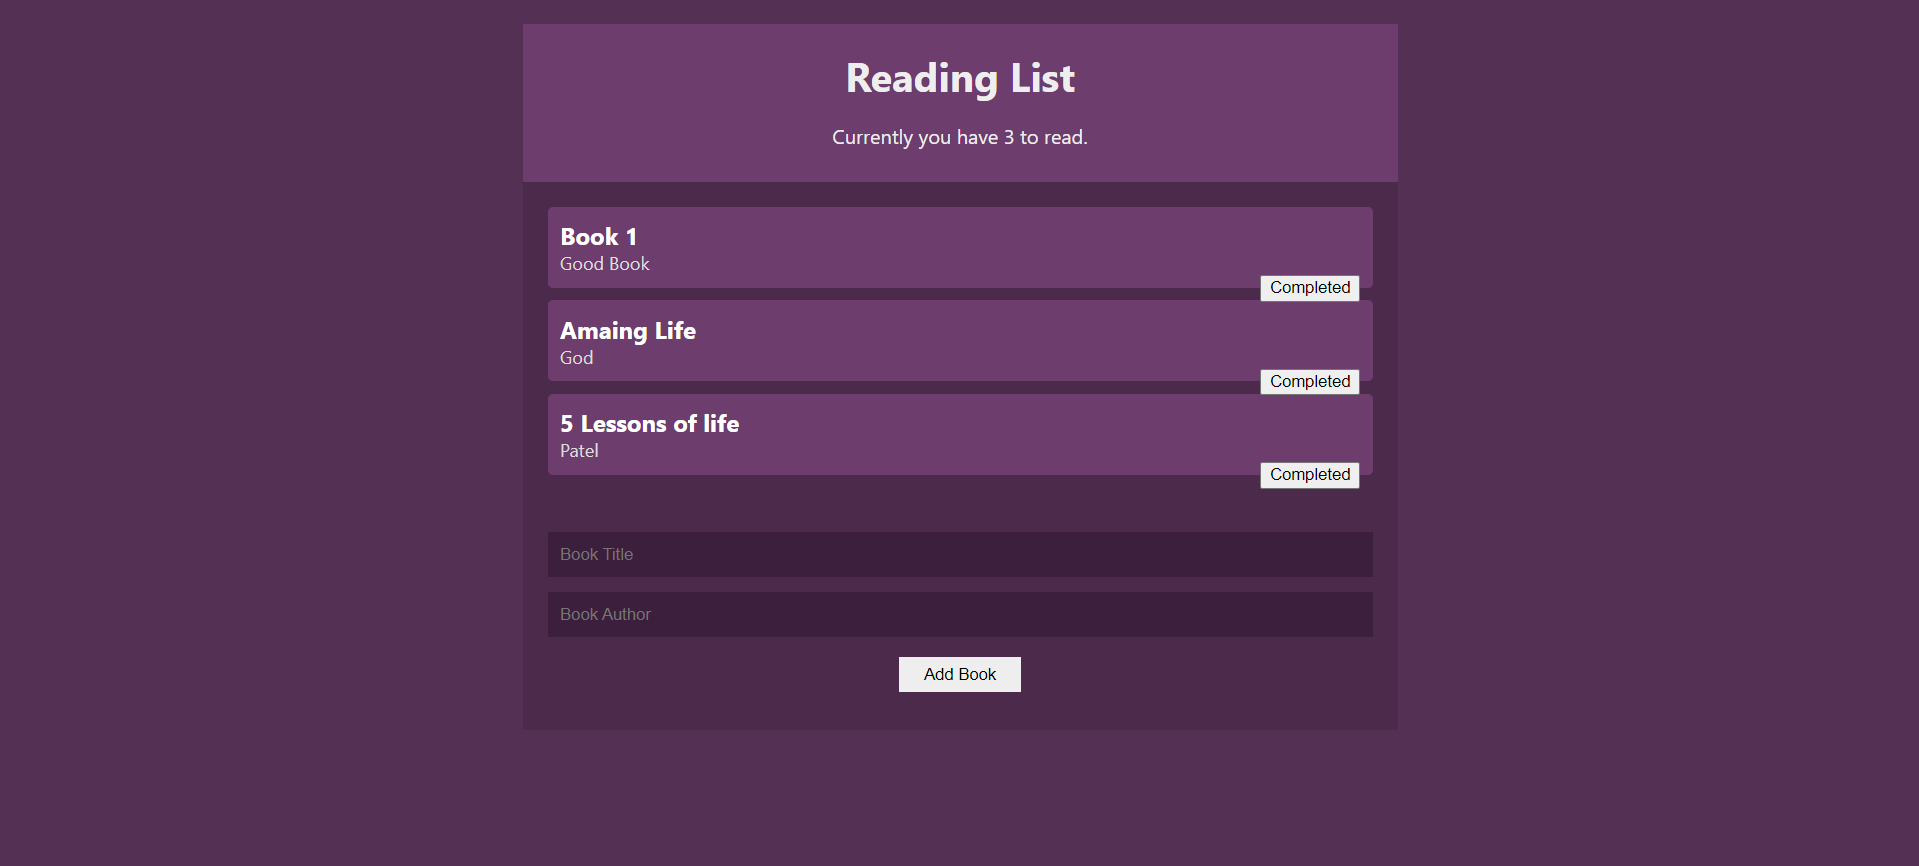 Reading List
Currently you have 3 to read.
Book 1
Good Book
Completed
Amaing Life
God
Completed
5 Lessons of life
Patel
Completed
Book Title
Book Author
Add Book